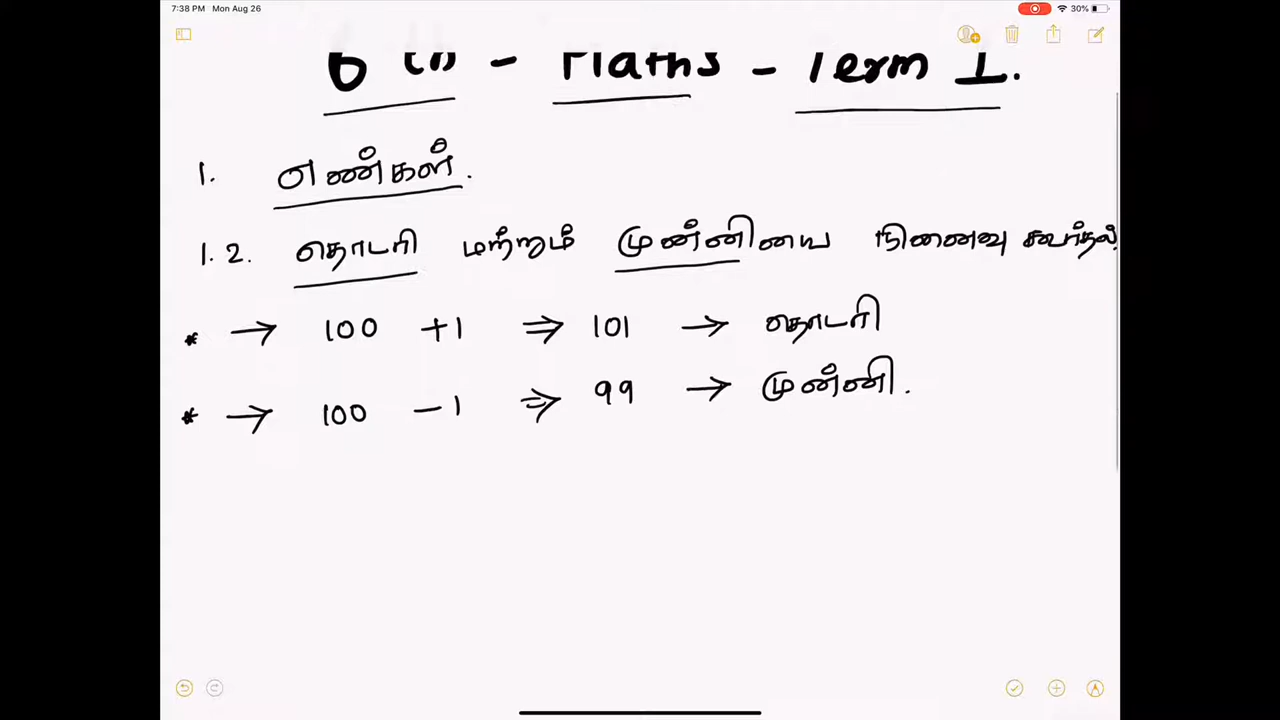 7:38 PM Mon Aug 26 30%
6 th - Maths - Term I.
1. எண்கள்.
1.2. தொடரி மற்றும் முன்னியை நினைவு கூர்தல்
* → 100 +1 ⇒ 101 → தொடரி
* → 100 -1 ⇒ 99 → முன்னி.